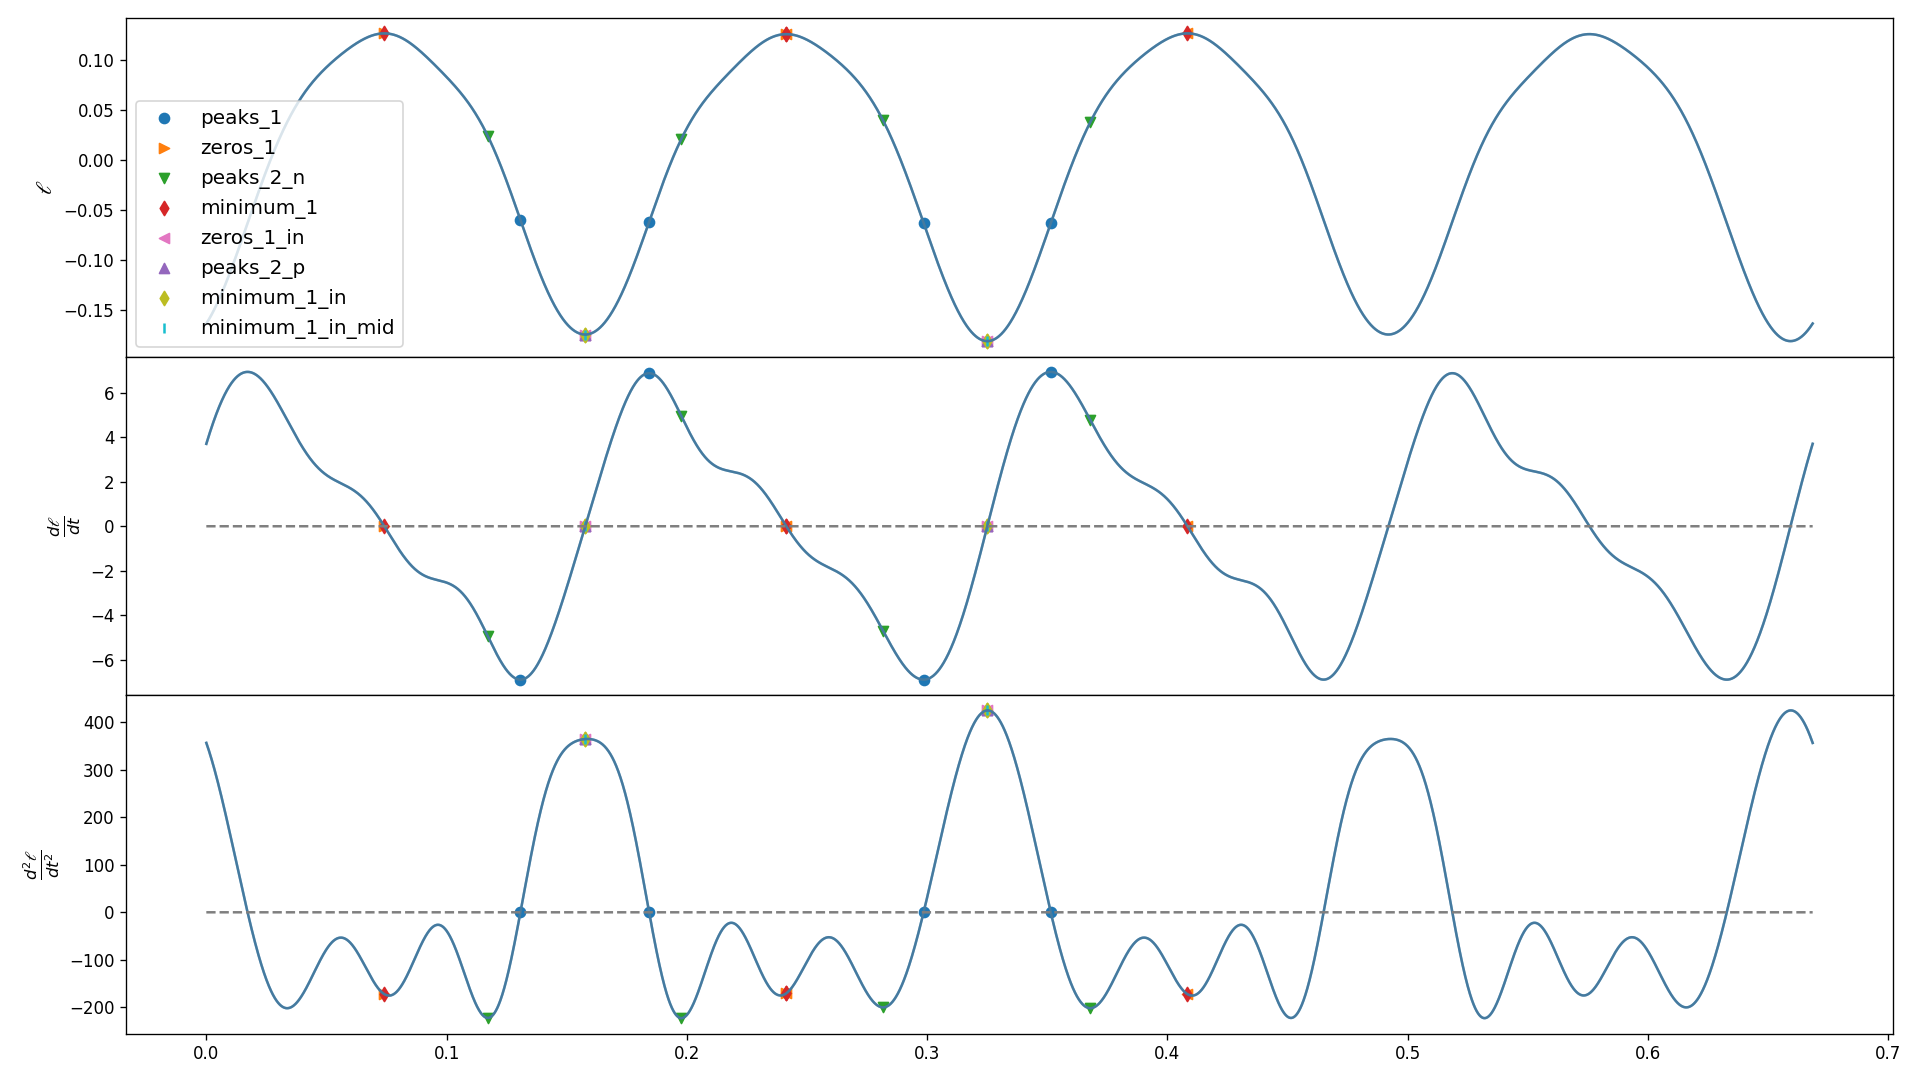 0.10
0.05
0.00
−0.05
−0.10
−0.15
ℓ
peaks_1
zeros_1
peaks_2_n
minimum_1
zeros_1_in
peaks_2_p
minimum_1_in
minimum_1_in_mid
6
4
2
0
−2
−4
−6
dℓ
dt
400
300
200
100
0
−100
−200
d²ℓ
dt²
0.0 0.1 0.2 0.3 0.4 0.5 0.6 0.7